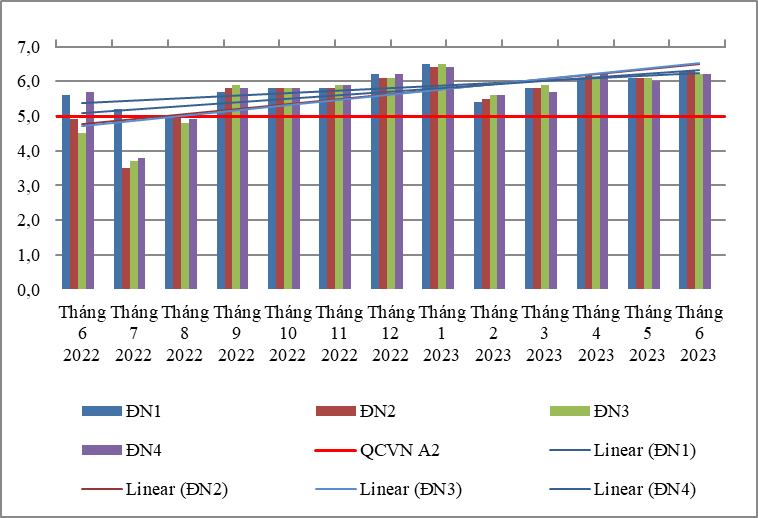 7,0
6,0
5,0
4,0
3,0
2,0
1,0
0,0
Tháng Tháng Tháng Tháng Tháng Tháng Tháng Tháng Tháng Tháng Tháng Tháng Tháng
6 7 8 9 10 11 12 1 2 3 4 5 6
2022 2022 2022 2022 2022 2022 2022 2023 2023 2023 2023 2023 2023
ĐN1 ĐN2 ĐN3
ĐN4 QCVN A2 Linear (ĐN1)
Linear (ĐN2) Linear (ĐN3) Linear (ĐN4)